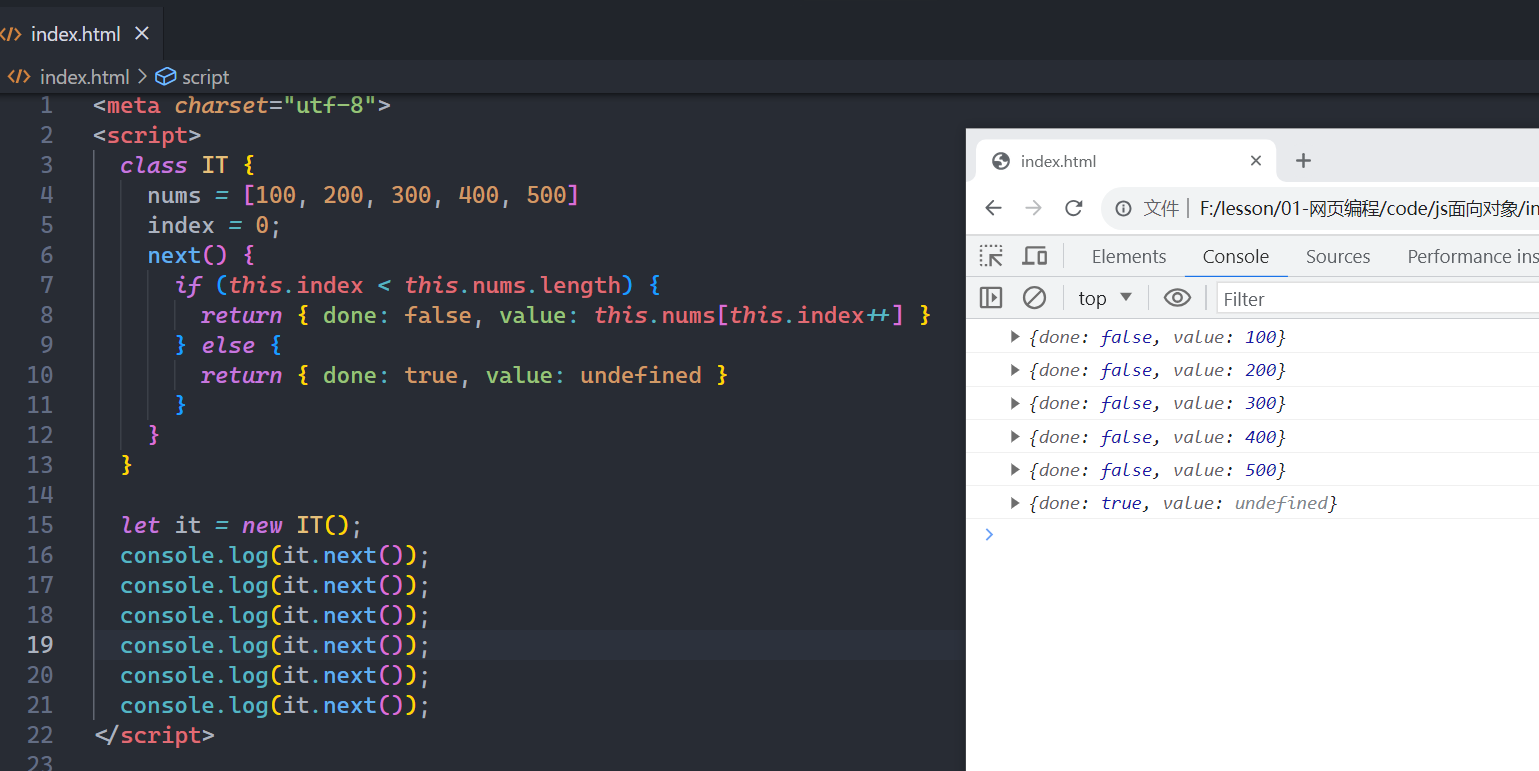 index.html
index.html > script
1 <meta charset="utf-8">
2 <script>
3 class IT {
4 nums = [100, 200, 300, 400, 500]
5 index = 0;
6 next() {
7 if (this.index < this.nums.length) {
8 return { done: false, value: this.nums[this.index++] }
9 } else {
10 return { done: true, value: undefined }
11 }
12 }
13 }
14
15 let it = new IT();
16 console.log(it.next());
17 console.log(it.next());
18 console.log(it.next());
19 console.log(it.next());
20 console.log(it.next());
21 console.log(it.next());
22 </script>
23
index.html
文件 | F:/lesson/01-网页编程/code/js面向对象/in
Elements Console Sources Performance ins
top Filter
{done: false, value: 100}
{done: false, value: 200}
{done: false, value: 300}
{done: false, value: 400}
{done: false, value: 500}
{done: true, value: undefined}